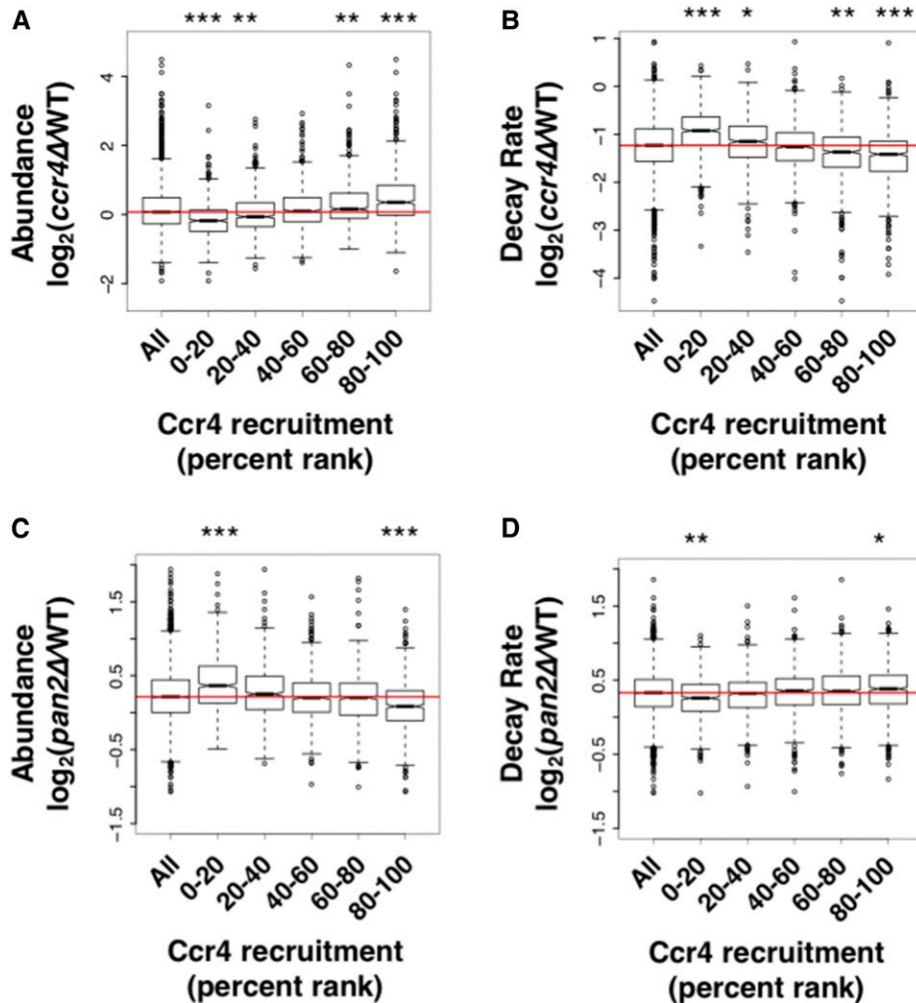 A
*** ** ** ***
Abundance
log₂(ccr4Δ/WT)
4
2
0
−2
All
0-20
20-40
40-60
60-80
80-100
Ccr4 recruitment
(percent rank)
B
*** * ** ***
Decay Rate
log₂(ccr4Δ/WT)
1
0
−1
−2
−3
−4
All
0-20
20-40
40-60
60-80
80-100
Ccr4 recruitment
(percent rank)
C
*** ***
Abundance
log₂(pan2Δ/WT)
1.5
0.5
−0.5
−1.5
All
0-20
20-40
40-60
60-80
80-100
Ccr4 recruitment
(percent rank)
D
** *
Decay Rate
log₂(pan2Δ/WT)
1.5
0.5
−0.5
−1.5
All
0-20
20-40
40-60
60-80
80-100
Ccr4 recruitment
(percent rank)